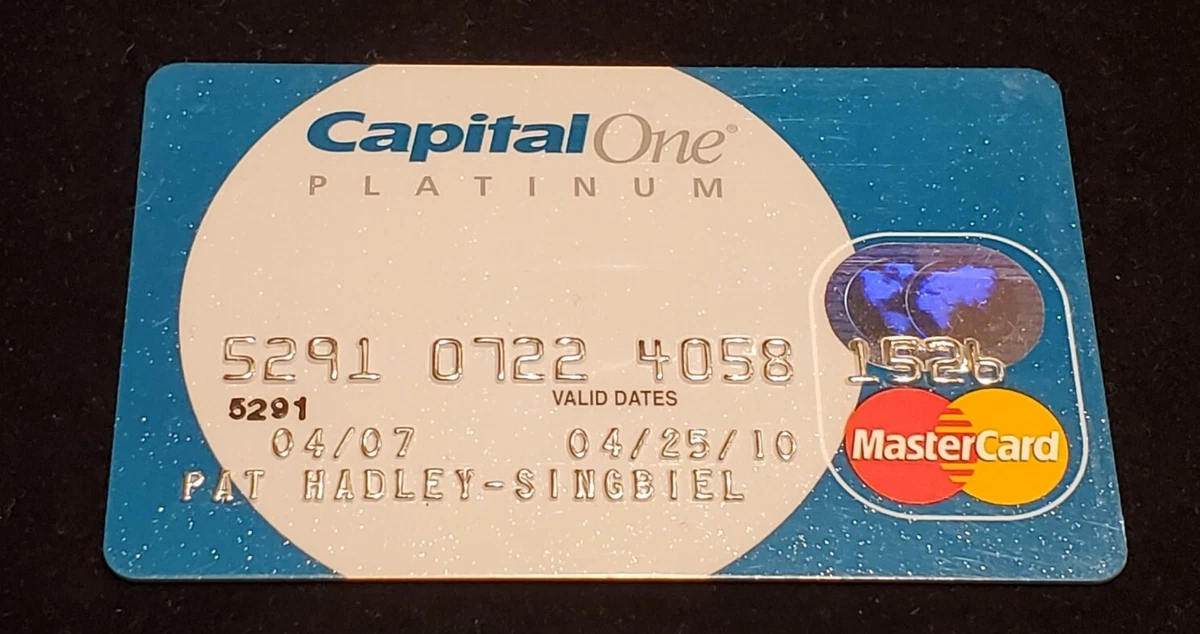 CapitalOne®
PLATINUM
5291 0722 4058 1526
5291 VALID DATES
04/07 04/25/10
MasterCard
PAT HADLEY-SINGBIEL